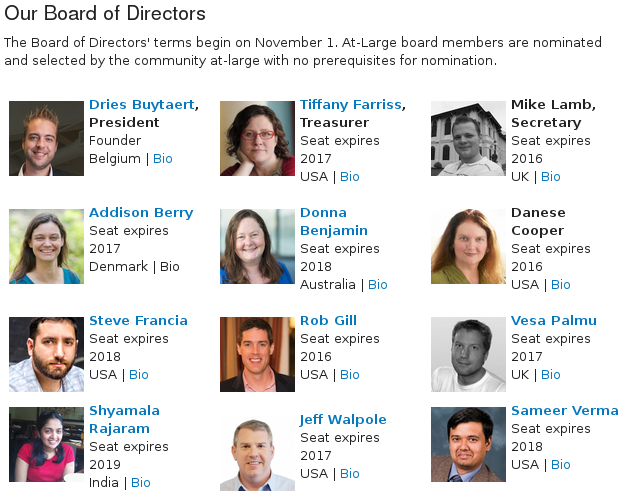 Our Board of Directors
The Board of Directors' terms begin on November 1. At-Large board members are nominated
and selected by the community at-large with no prerequisites for nomination.
Dries Buytaert,
President
Founder
Belgium | Bio
Tiffany Farriss,
Treasurer
Seat expires
2017
USA | Bio
Mike Lamb,
Secretary
Seat expires
2016
UK | Bio
Addison Berry
Seat expires
2017
Denmark | Bio
Donna
Benjamin
Seat expires
2018
Australia | Bio
Danese
Cooper
Seat expires
2016
USA | Bio
Steve Francia
Seat expires
2018
USA | Bio
Rob Gill
Seat expires
2016
USA | Bio
Vesa Palmu
Seat expires
2017
UK | Bio
Shyamala
Rajaram
Seat expires
2019
India | Bio
Jeff Walpole
Seat expires
2017
USA | Bio
Sameer Verma
Seat expires
2018
USA | Bio